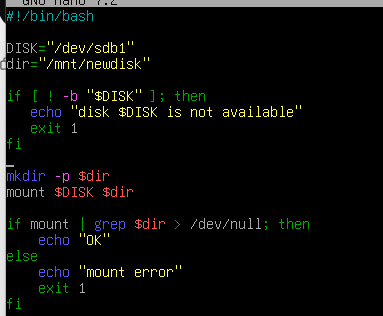 GNU nano 7.2
#!/bin/bash
DISK="/dev/sdb1"
dir="/mnt/newdisk"
if [ ! -b "$DISK" ]; then
   echo "disk $DISK is not available"
   exit 1
fi
mkdir -p $dir
mount $DISK $dir
if mount | grep $dir > /dev/null; then
    echo "OK"
else
    echo "mount error"
    exit 1
fi